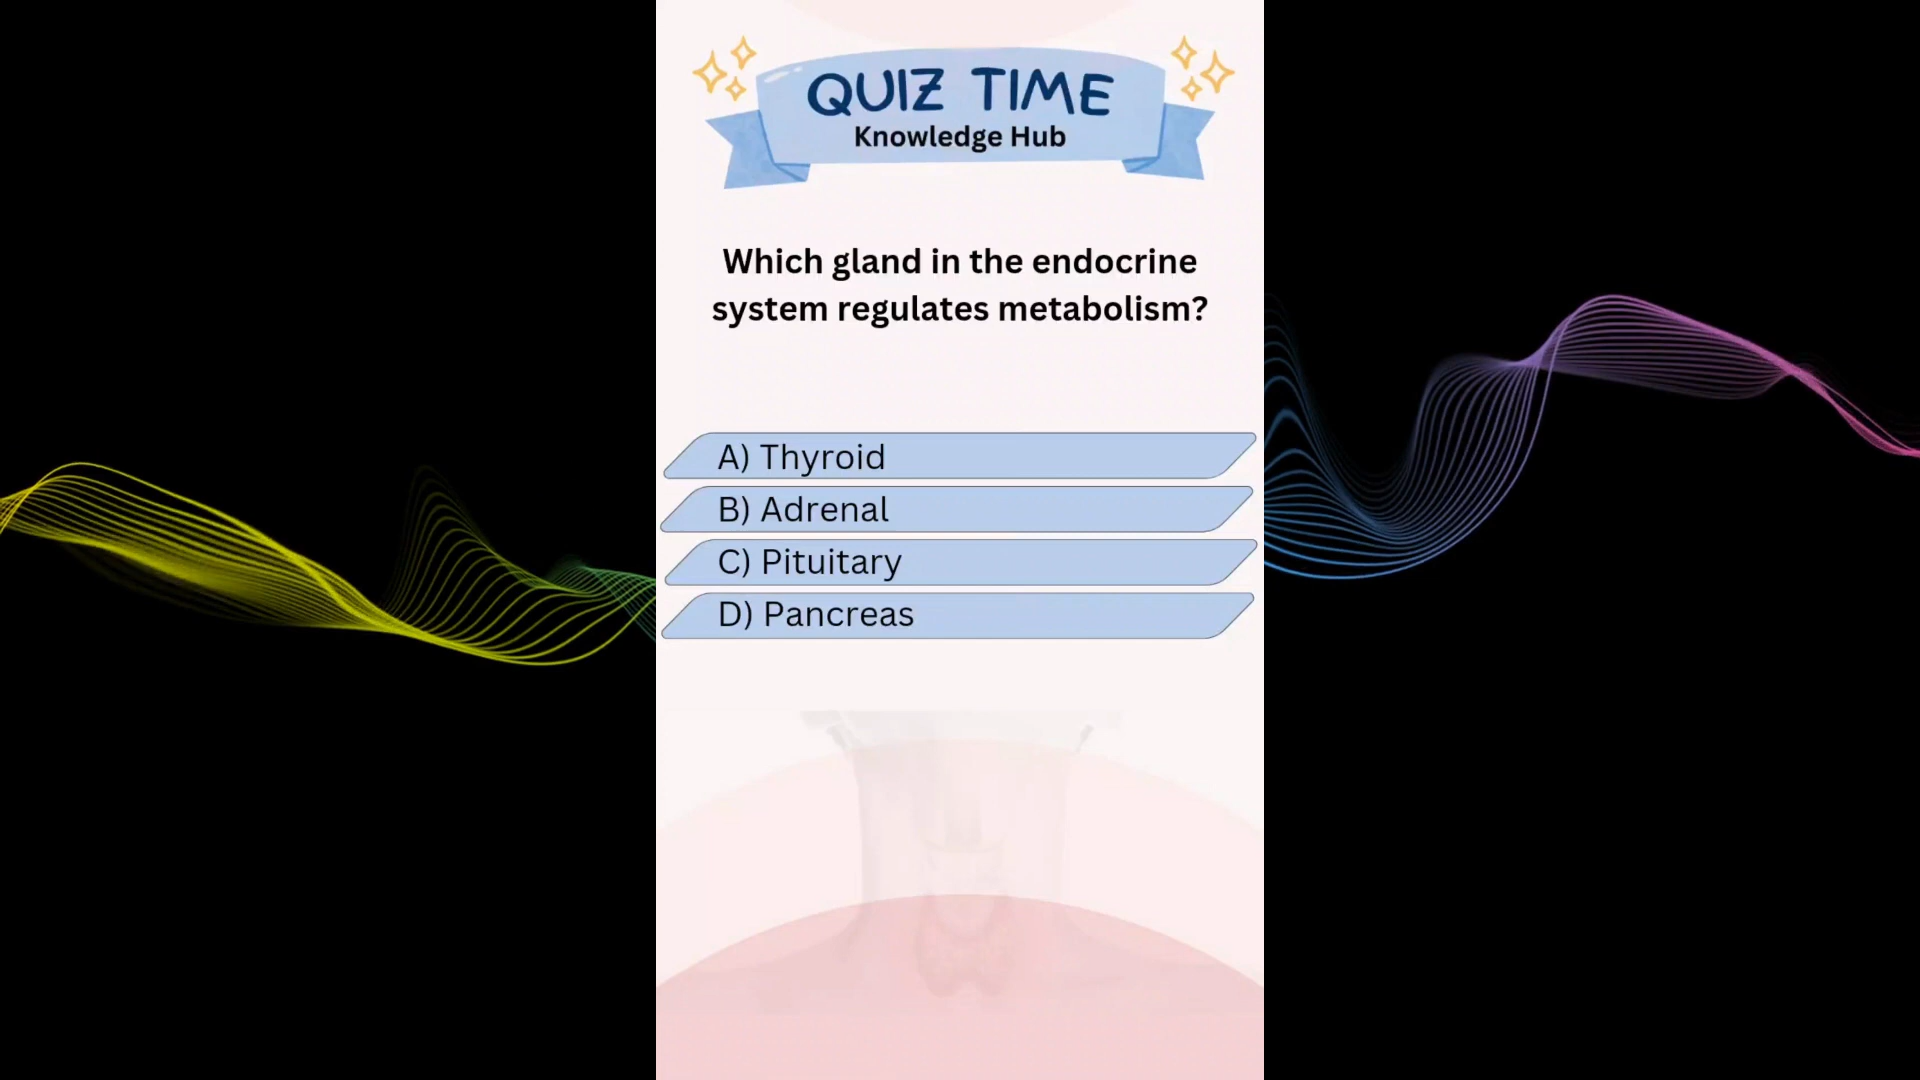 QUIZ TIME
Knowledge Hub
Which gland in the endocrine
system regulates metabolism?
A) Thyroid
B) Adrenal
C) Pituitary
D) Pancreas